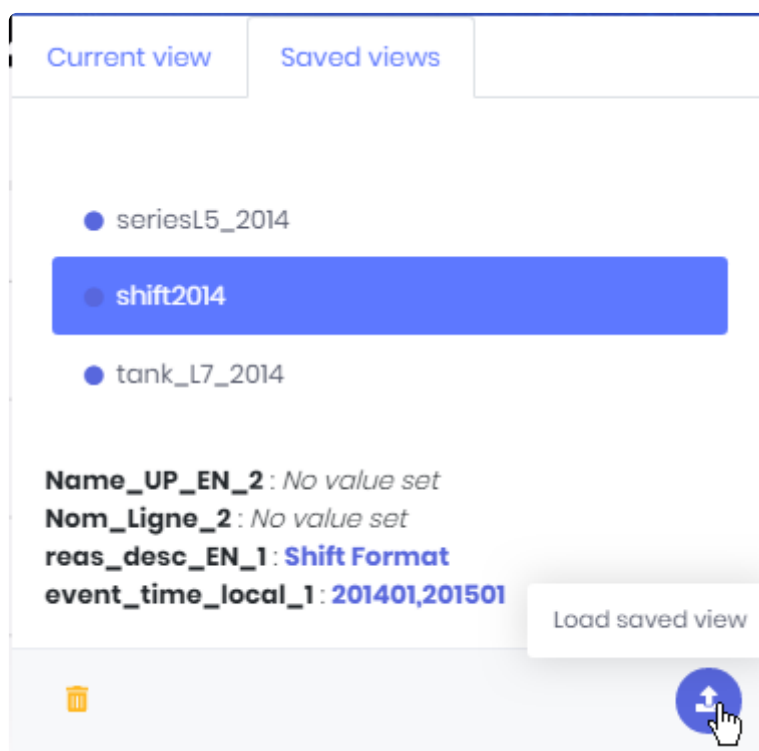 Current view
Saved views
seriesL5_2014
shift2014
tank_L7_2014
Name_UP_EN_2 : No value set
Nom_Ligne_2 : No value set
reas_desc_EN_1 : Shift Format
event_time_local_1 : 201401,201501
Load saved view